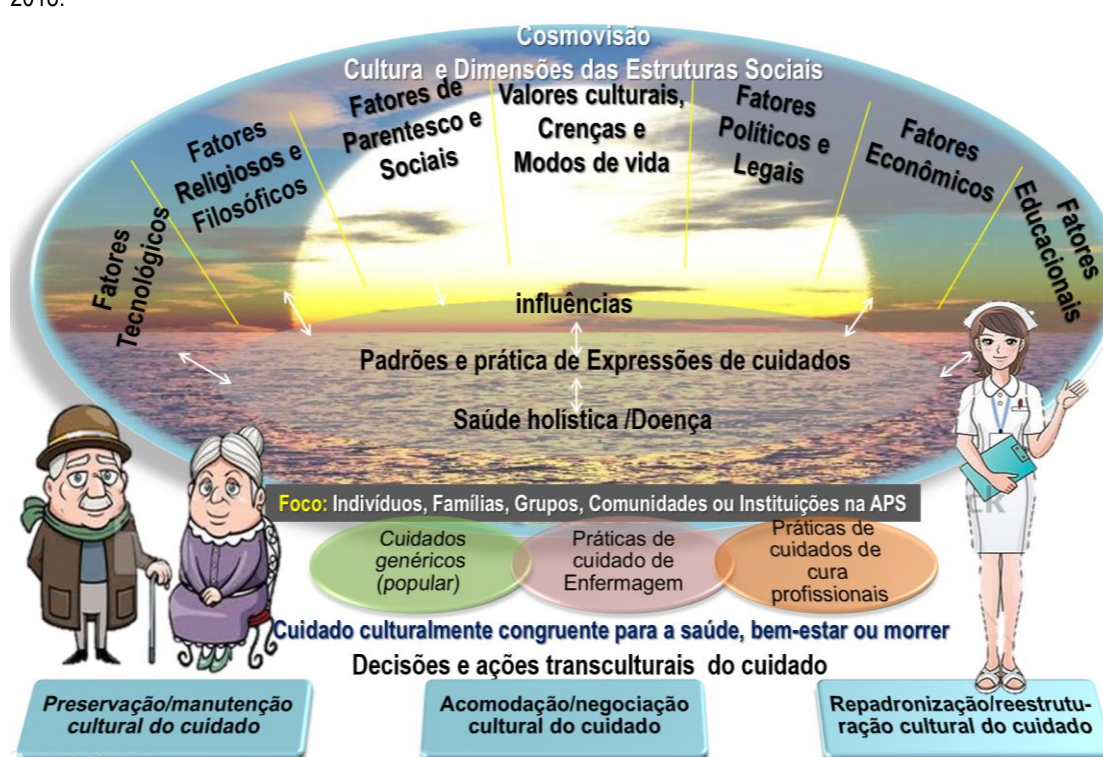 2018.
Cosmovisão
Cultura e Dimensões das Estruturas Sociais
Fatores
Tecnológicos
Fatores
Religiosos e
Filosóficos
Fatores de
Parentesco e
Sociais
Valores culturais,
Crenças e
Modos de vida
Fatores
Políticos e
Legais
Fatores
Econômicos
Fatores
Educacionais
influências
Padrões e prática de Expressões de cuidados
Saúde holística /Doença
Foco: Indivíduos, Famílias, Grupos, Comunidades ou Instituições na APS
Cuidados
genéricos
(popular)
Práticas de
cuidado de
Enfermagem
Práticas de
cuidados de
cura
profissionais
Cuidado culturalmente congruente para a saúde, bem-estar ou morrer
Decisões e ações transculturais do cuidado
Preservação/manutenção
cultural do cuidado
Acomodação/negociação
cultural do cuidado
Repadronização/reestrutu-
ração cultural do cuidado